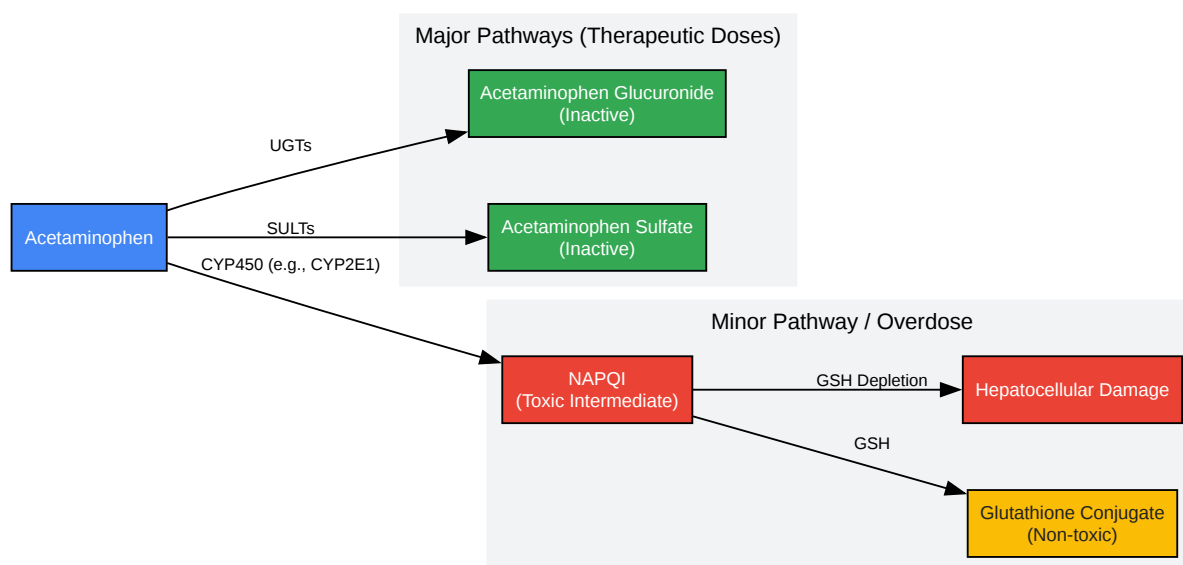 Major Pathways (Therapeutic Doses)
Acetaminophen Glucuronide
(Inactive)
UGTs
Acetaminophen
SULTs
Acetaminophen Sulfate
(Inactive)
CYP450 (e.g., CYP2E1)
Minor Pathway / Overdose
NAPQI
(Toxic Intermediate)
GSH Depletion
Hepatocellular Damage
GSH
Glutathione Conjugate
(Non-toxic)